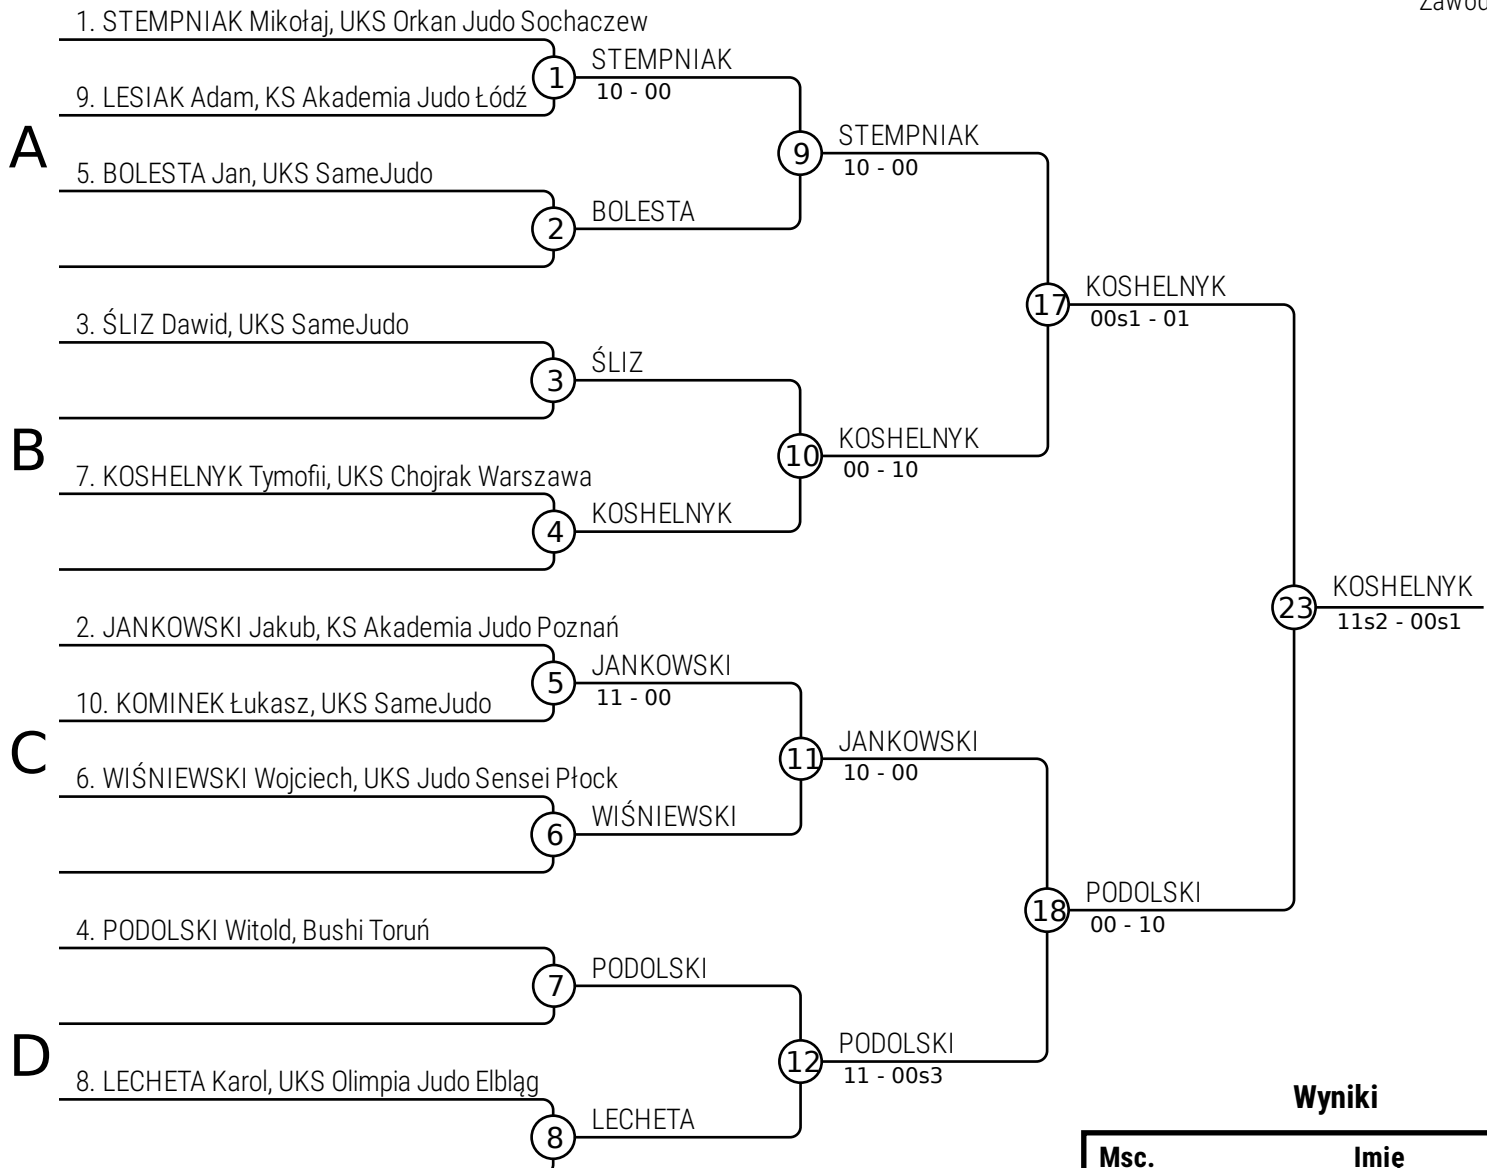 Zawod
1. STEMPNIAK Mikołaj, UKS Orkan Judo Sochaczew
1
STEMPNIAK
10 - 00
9. LESIAK Adam, KS Akademia Judo Łódź
A
9
STEMPNIAK
10 - 00
5. BOLESTA Jan, UKS SameJudo
2
BOLESTA
17
KOSHELNYK
00s1 - 01
3. ŚLIZ Dawid, UKS SameJudo
3
ŚLIZ
B
10
KOSHELNYK
00 - 10
7. KOSHELNYK Tymofii, UKS Chojrak Warszawa
4
KOSHELNYK
23
KOSHELNYK
11s2 - 00s1
2. JANKOWSKI Jakub, KS Akademia Judo Poznań
5
JANKOWSKI
11 - 00
10. KOMINEK Łukasz, UKS SameJudo
C
11
JANKOWSKI
10 - 00
6. WIŚNIEWSKI Wojciech, UKS Judo Sensei Płock
6
WIŚNIEWSKI
18
PODOLSKI
00 - 10
4. PODOLSKI Witold, Bushi Toruń
7
PODOLSKI
D
12
PODOLSKI
11 - 00s3
8. LECHETA Karol, UKS Olimpia Judo Elbląg
8
LECHETA
Wyniki
Msc. Imię